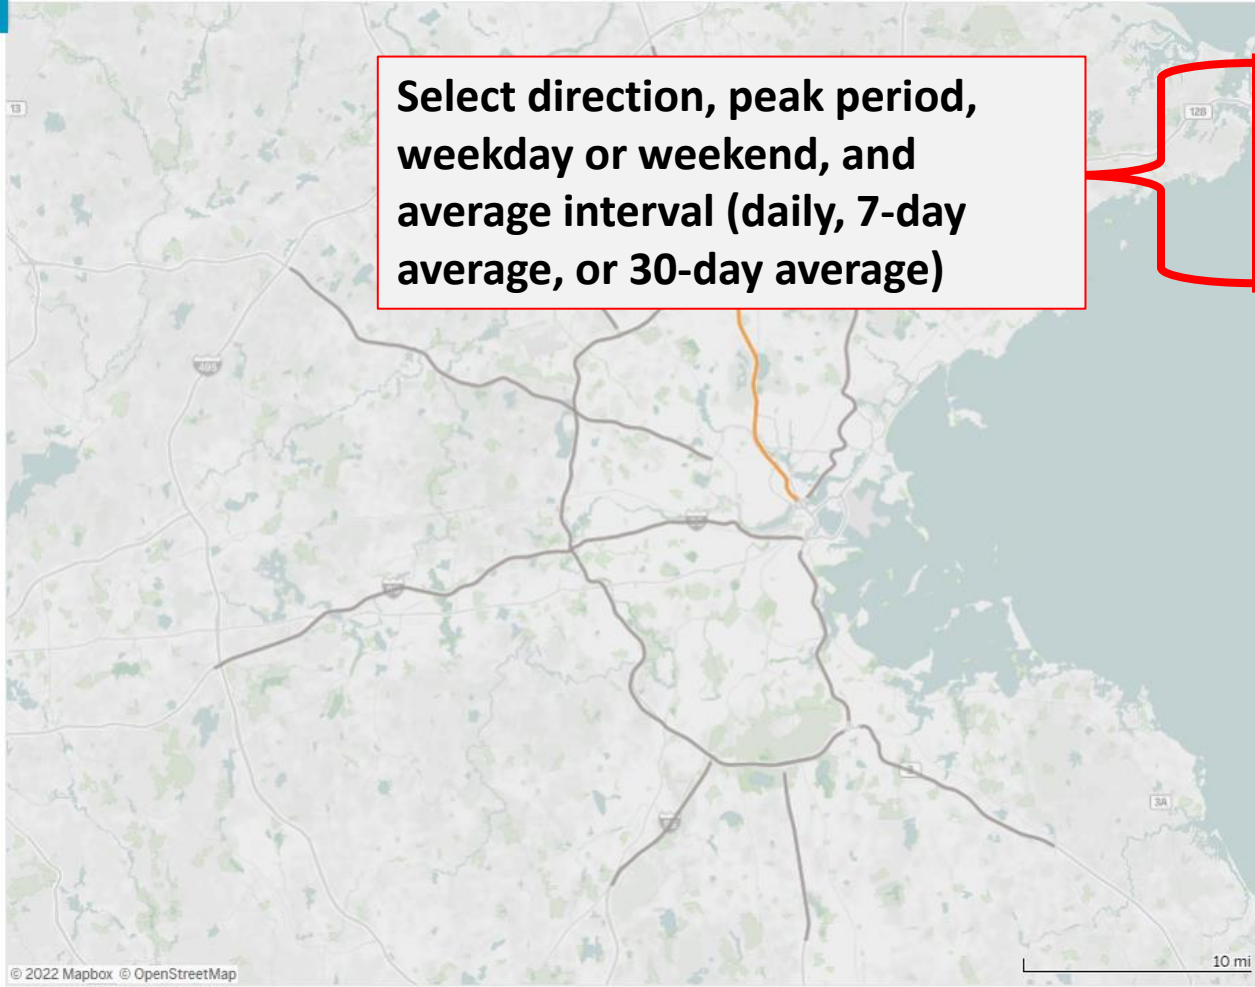 13
128
Select direction, peak period,
weekday or weekend, and
average interval (daily, 7-day
average, or 30-day average)
495
3A
10 mi
© 2022 Mapbox © OpenStreetMap